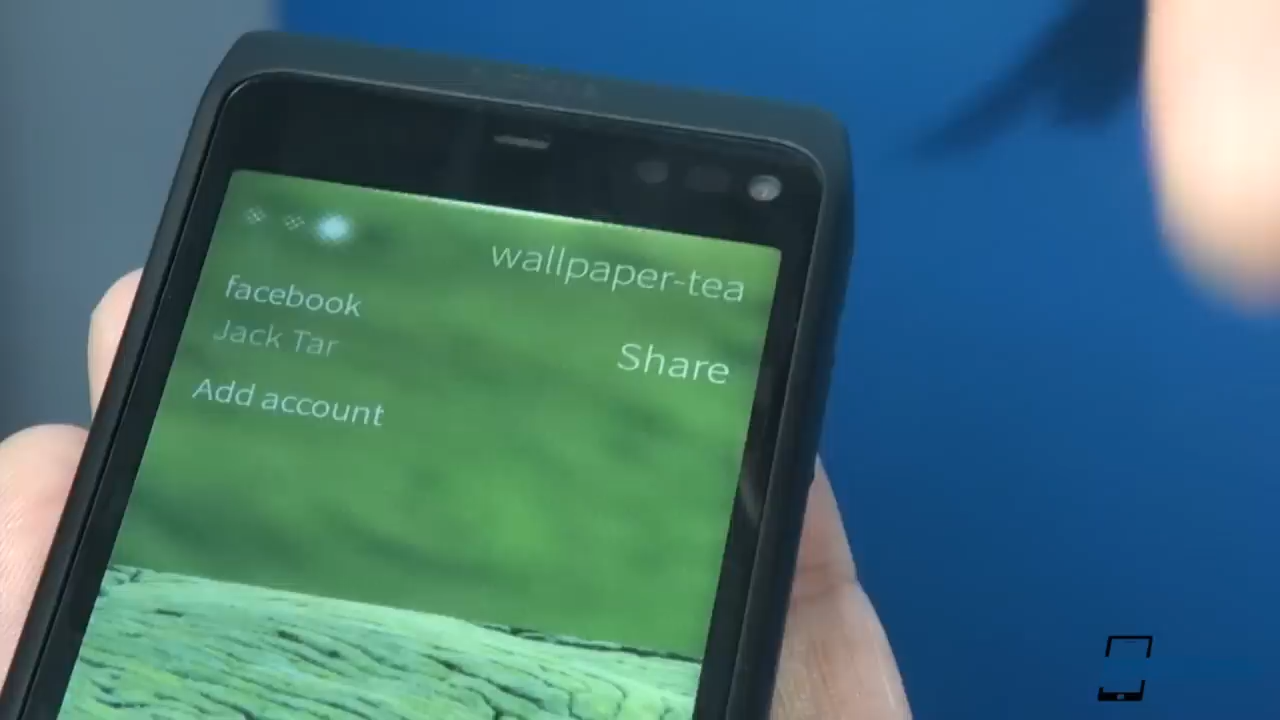 wallpaper-tea
facebook
Jack Tar
Share
Add account